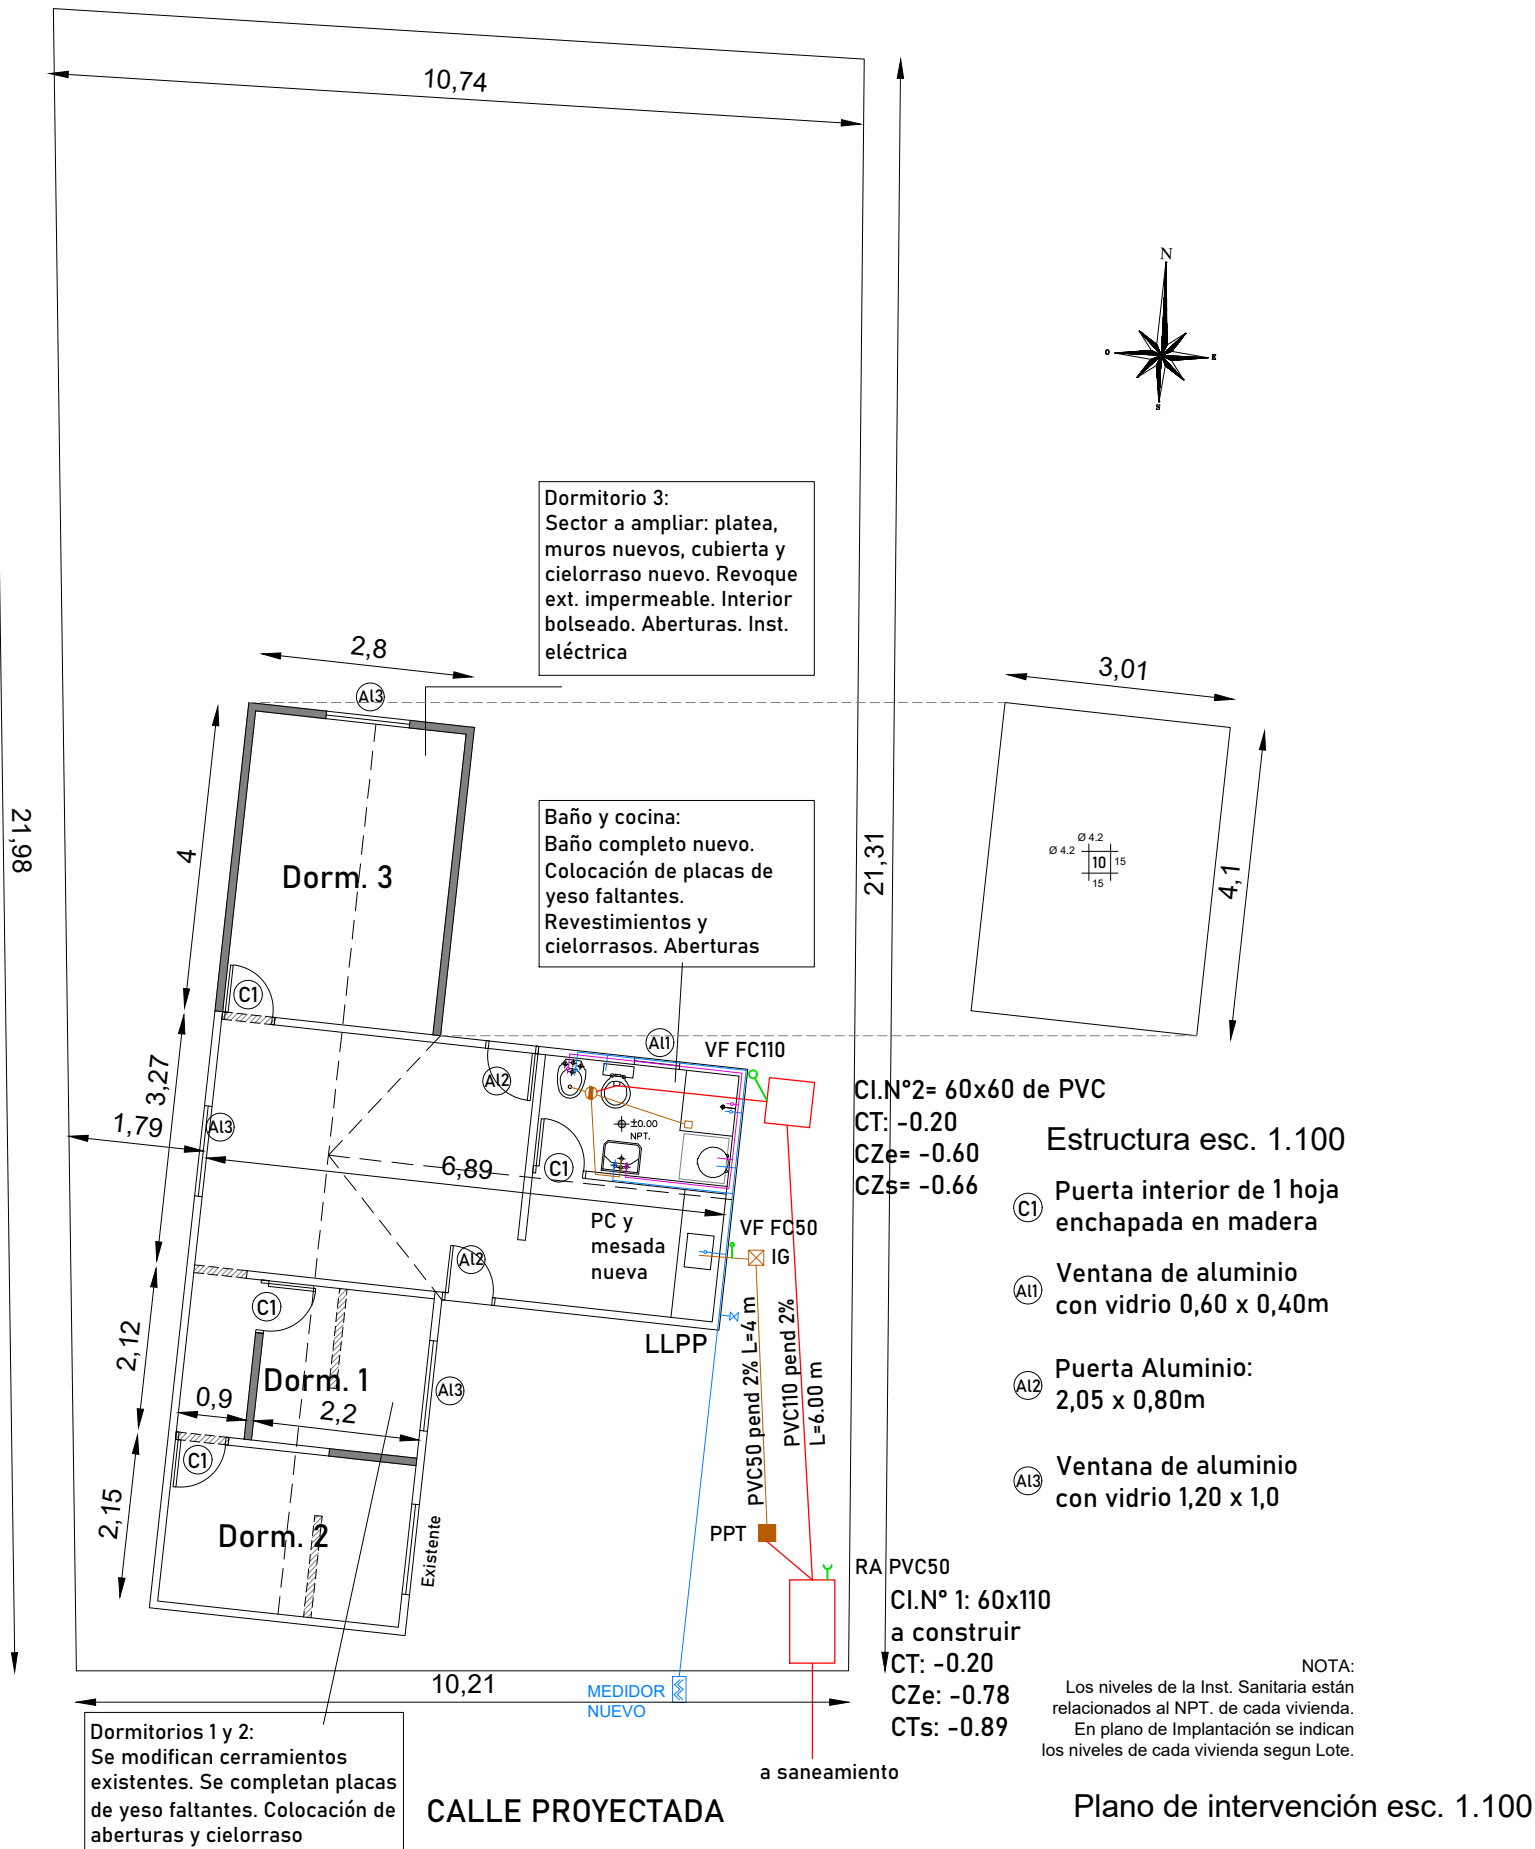 10,74
N
O
E
S
Dormitorio 3:
Sector a ampliar: platea,
muros nuevos, cubierta y
cielorraso nuevo. Revoque
ext. impermeable. Interior
bolseado. Aberturas. Inst.
eléctrica
2,8
Al3
3,01
21,98
4
Dorm. 3
C1
Baño y cocina:
Baño completo nuevo.
Colocación de placas de
yeso faltantes.
Revestimientos y
cielorrasos. Aberturas
21,31
Ø 4.2
Ø 4.2
10
15
15
4,1
Al1
VF FC110
3,27
1,79
Al3
Al2
±0.00
NPT.
C1
6,89
CI.N°2= 60x60 de PVC
CT: -0.20
CZe= -0.60
CZs= -0.66
Estructura esc. 1.100
C1
Puerta interior de 1 hoja
enchapada en madera
PC y
mesada
nueva
VF FC50
IG
Al2
Al1
Ventana de aluminio
con vidrio 0,60 x 0,40m
C1
LLPP
2,12
Dorm. 1
0,9
2,2
Al3
PVC50 pend 2% L=4 m
PVC110 pend 2%
L=6.00 m
Al2
Puerta Aluminio:
2,05 x 0,80m
C1
Al3
Ventana de aluminio
con vidrio 1,20 x 1,0
2,15
Dorm. 2
Existente
PPT
RA PVC50
CI.N° 1: 60x110
a construir
CT: -0.20
CZe: -0.78
CTs: -0.89
10,21
MEDIDOR
NUEVO
NOTA:
Los niveles de la Inst. Sanitaria están
relacionados al NPT. de cada vivienda.
En plano de Implantación se indican
los niveles de cada vivienda segun Lote.
Dormitorios 1 y 2:
Se modifican cerramientos
existentes. Se completan placas
de yeso faltantes. Colocación de
aberturas y cielorraso
a saneamiento
CALLE PROYECTADA
Plano de intervención esc. 1.100